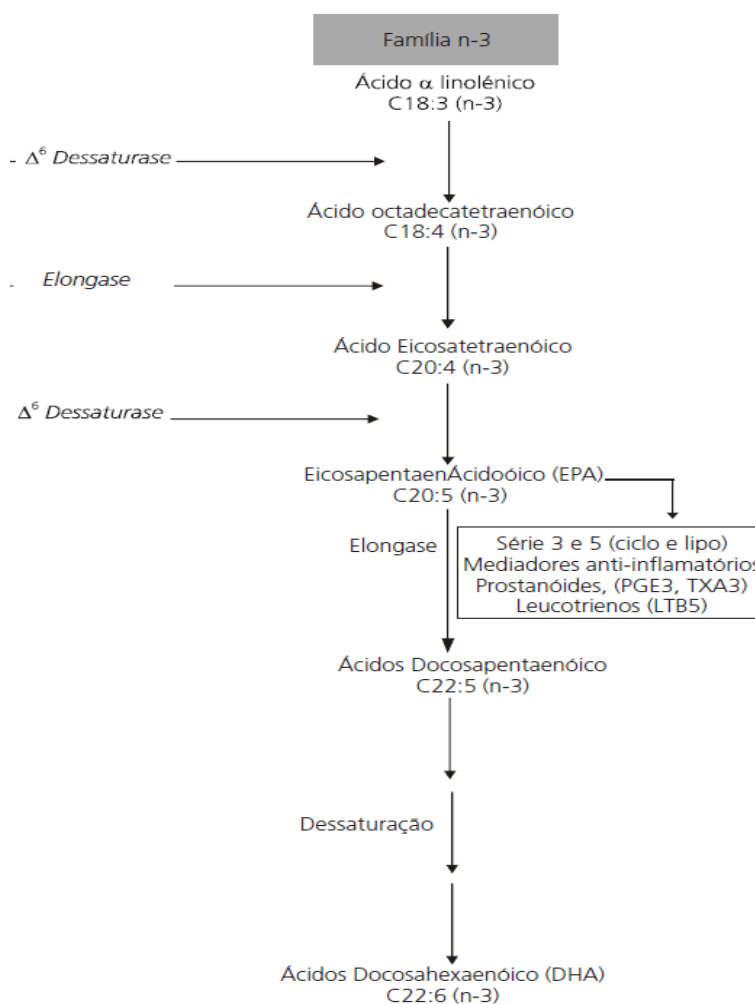 Família n-3
Ácido α linolénico
C18:3 (n-3)
- Δ⁶ Dessaturase
Ácido octadecatetraenóico
C18:4 (n-3)
- Elongase
Ácido Eicosatetraenóico
C20:4 (n-3)
Δ⁶ Dessaturase
EicosapentaenÁcidoóico (EPA)
C20:5 (n-3)
Elongase
Série 3 e 5 (ciclo e lipo)
Mediadores anti-inflamatórios
Prostanóides, (PGE3, TXA3)
Leucotrienos (LTB5)
Ácidos Docosapentaenóico
C22:5 (n-3)
Dessaturação
Ácidos Docosahexaenóico (DHA)
C22:6 (n-3)